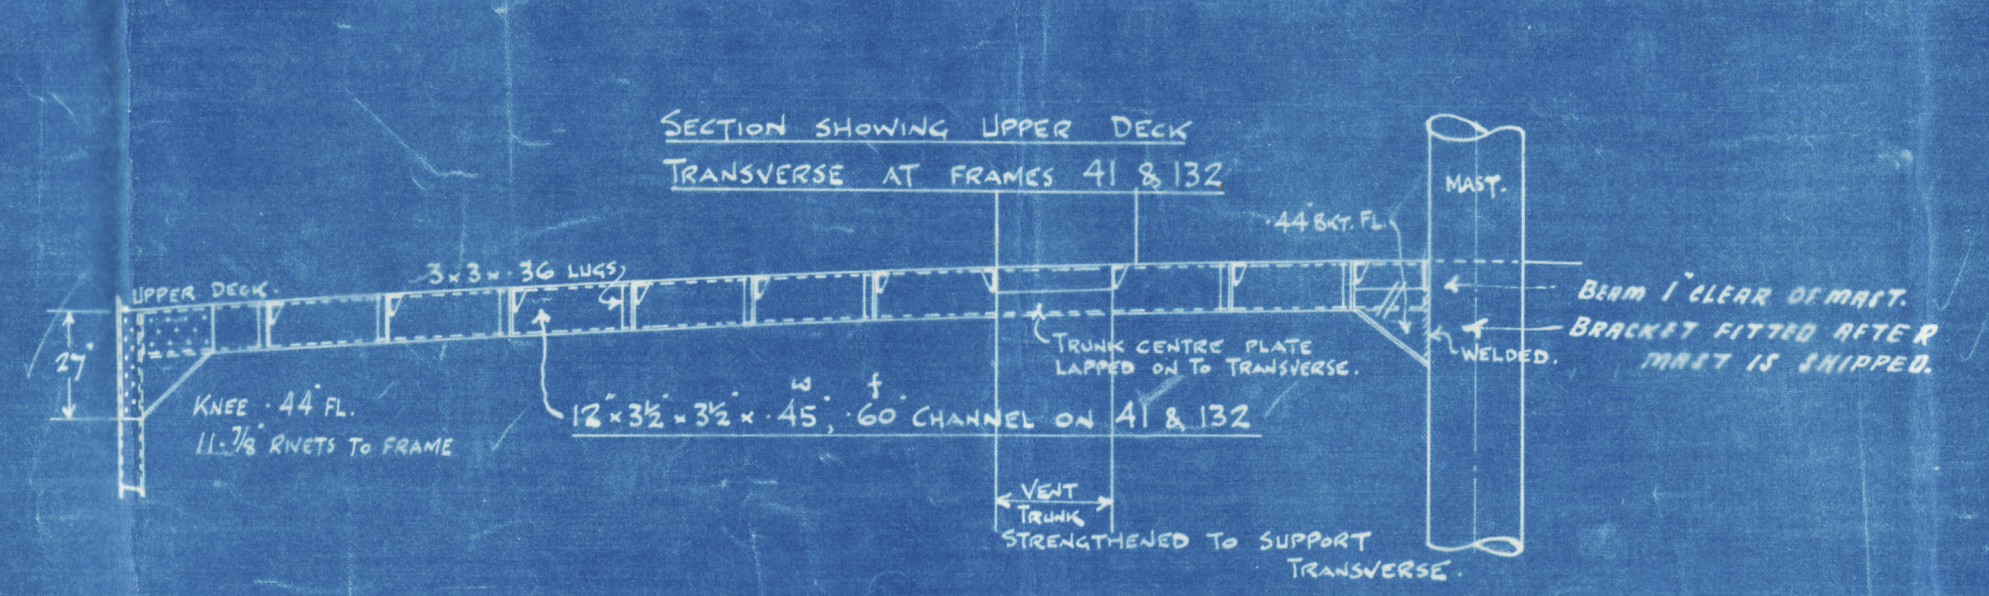 SECTION SHOWING UPPER DECK
TRANSVERSE AT FRAMES 41 & 132
MAST.
.44" BKT. FL.
3 x 3 x .36 LUGS
UPPER DECK.
BEAM 1" CLEAR OF MAST.
BRACKET FITTED AFTER
MAST IS SHIPPED.
WELDED.
TRUNK CENTRE PLATE
LAPPED ON TO TRANSVERSE.
27"
KNEE .44" FL.
11-7/8" RIVETS TO FRAME
w f
12" x 3½" x 3½" x .45", .60" CHANNEL ON 41 & 132
VENT
TRUNK
STRENGTHENED TO SUPPORT
TRANSVERSE.